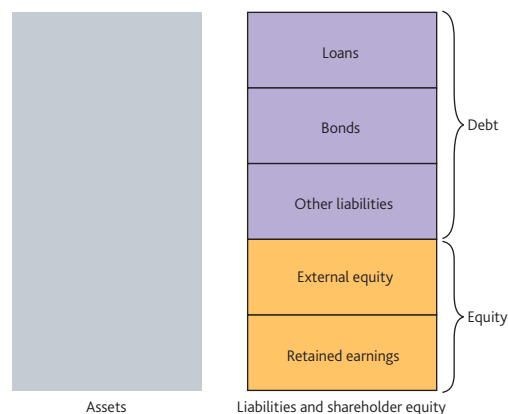 Loans
Bonds
Debt
Other liabilities
External equity
Equity
Retained earnings
Assets
Liabilities and shareholder equity